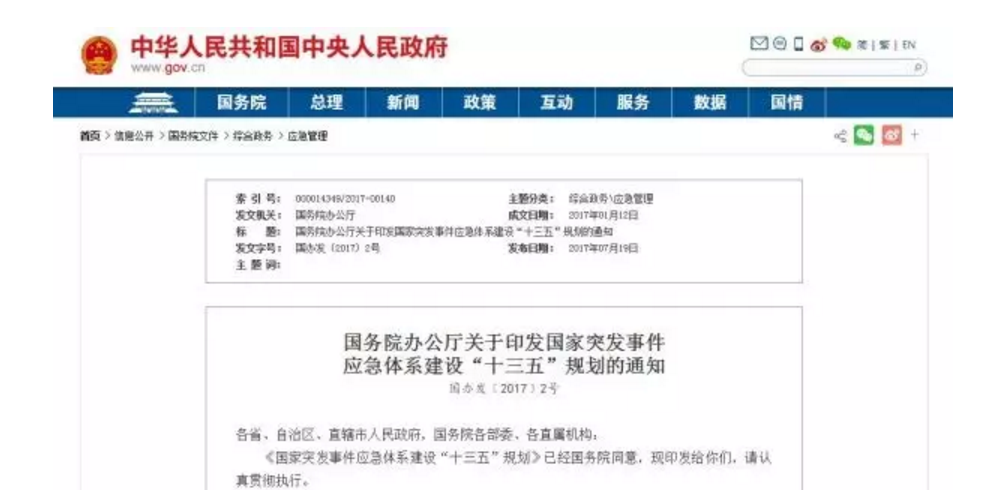 中华人民共和国中央人民政府
www.gov.cn
简 | 繁 | EN
国务院 总理 新闻 政策 互动 服务 数据 国情
首页 > 信息公开 > 国务院文件 > 综合政务 > 应急管理
索 引 号： 000014349/2017-00140 主题分类： 综合政务\应急管理
发文机关： 国务院办公厅 成文日期： 2017年01月12日
标 题： 国务院办公厅关于印发国家突发事件应急体系建设“十三五”规划的通知
发文字号： 国办发〔2017〕2号 发布日期： 2017年07月19日
主 题 词：
国务院办公厅关于印发国家突发事件
应急体系建设“十三五”规划的通知
国办发〔2017〕2号
各省、自治区、直辖市人民政府，国务院各部委、各直属机构：
《国家突发事件应急体系建设“十三五”规划》已经国务院同意，现印发给你们，请认
真贯彻执行。